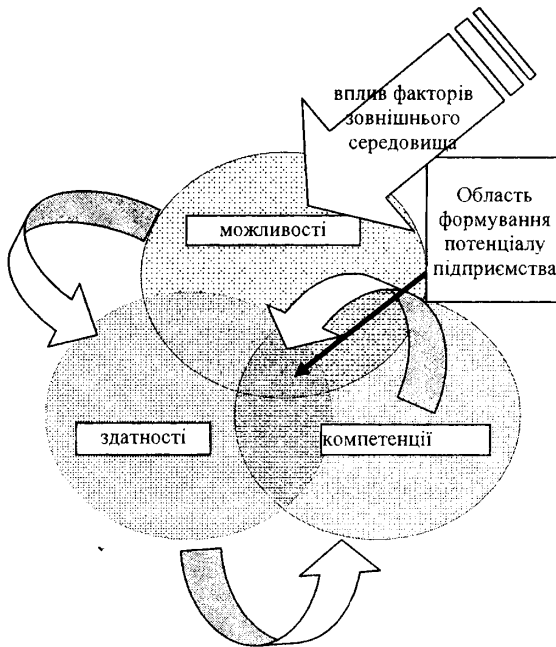 вплив факторів
зовнішнього
середовища
Область
формування
потенціалу
підприємства
можливості
здатності
компетенції